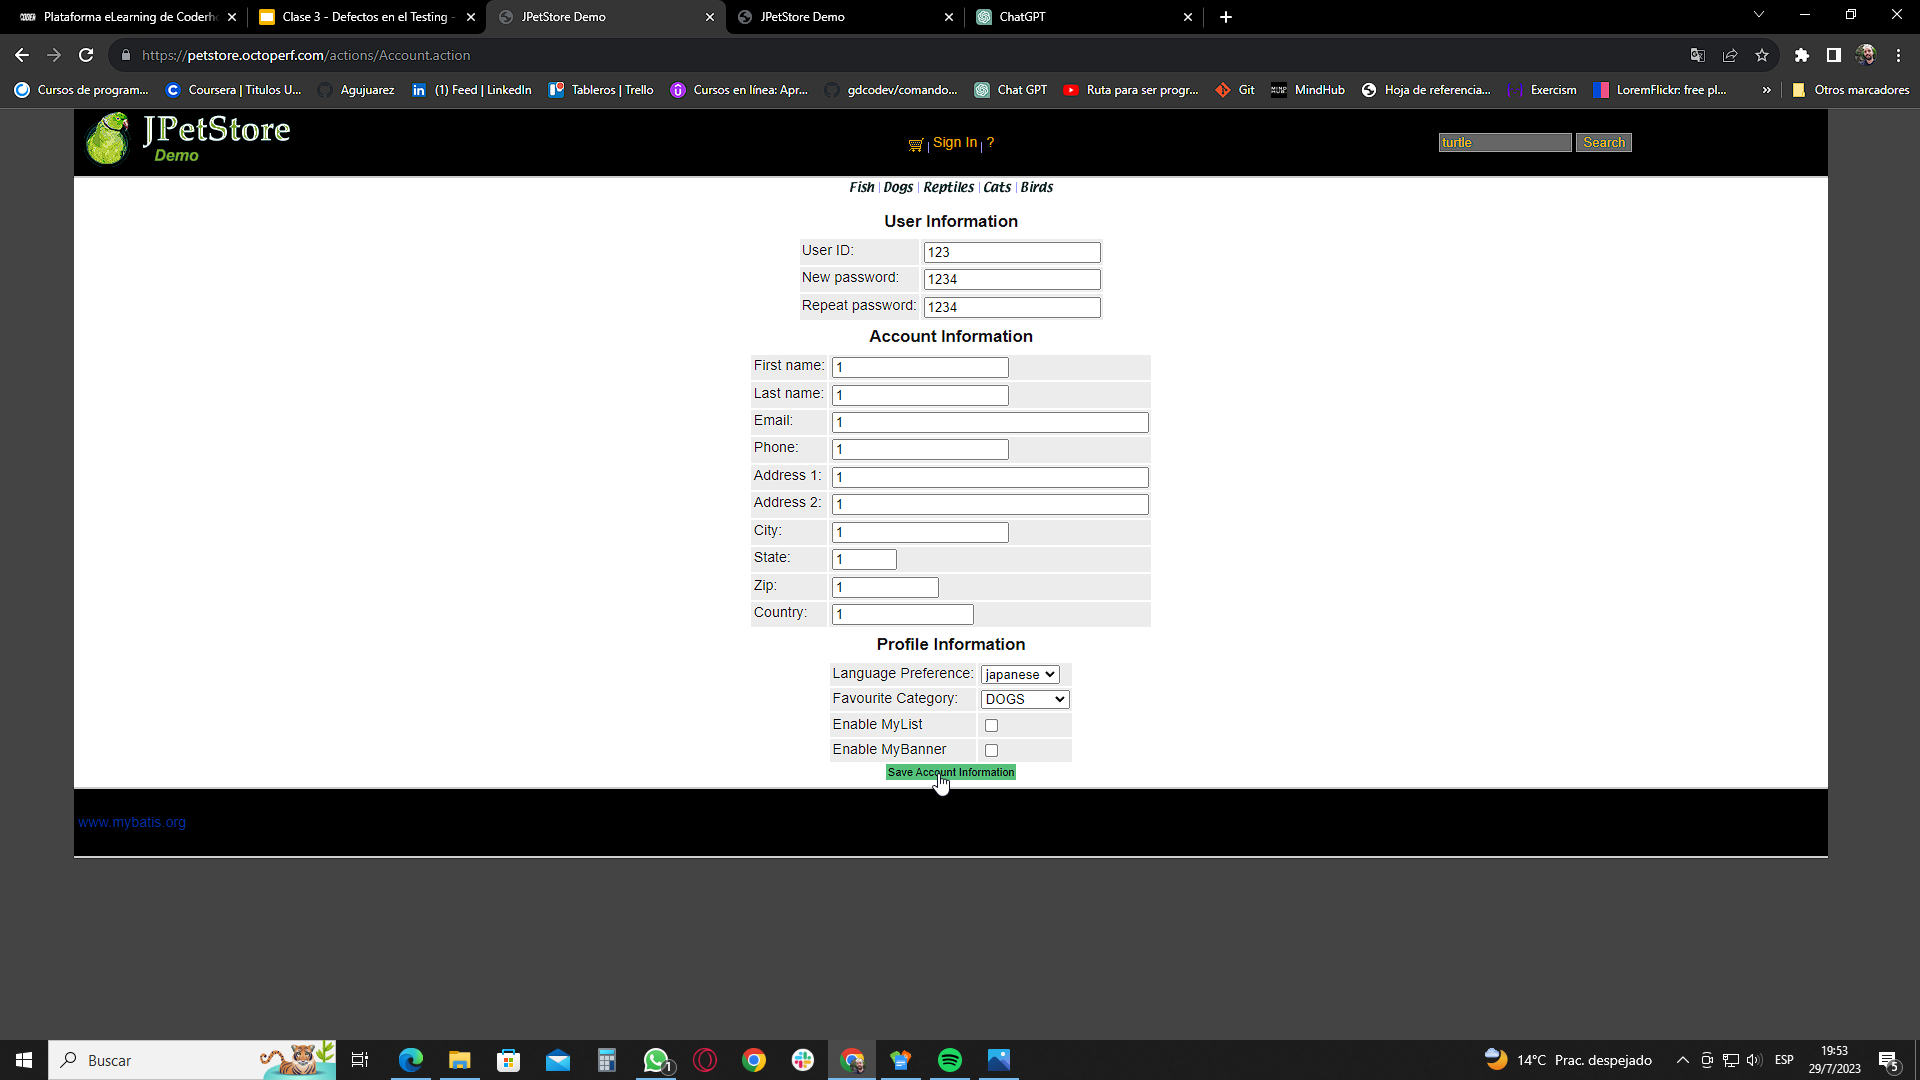 Plataforma eLearning de Coderh
Clase 3 - Defectos en el Testing -
JPetStore Demo
JPetStore Demo
ChatGPT
https://petstore.octoperf.com/actions/Account.action
Cursos de program...
Coursera | Titulos U...
Agujuarez
(1) Feed | LinkedIn
Tableros | Trello
Cursos en línea: Apr...
gdcodev/comando...
Chat GPT
Ruta para ser progr...
Git
MindHub
Hoja de referencia...
Exercism
LoremFlickr: free pl...
»
Otros marcadores
JPetStore
Demo
Sign In | ?
turtle
Search
Fish | Dogs | Reptiles | Cats | Birds
User Information
User ID: 123
New password: 1234
Repeat password: 1234
Account Information
First name: 1
Last name: 1
Email: 1
Phone: 1
Address 1: 1
Address 2: 1
City: 1
State: 1
Zip: 1
Country: 1
Profile Information
Language Preference: japanese
Favourite Category: DOGS
Enable MyList
Enable MyBanner
Save Account Information
www.mybatis.org
Buscar
1
14°C Prac. despejado
ESP
19:53
29/7/2023
5